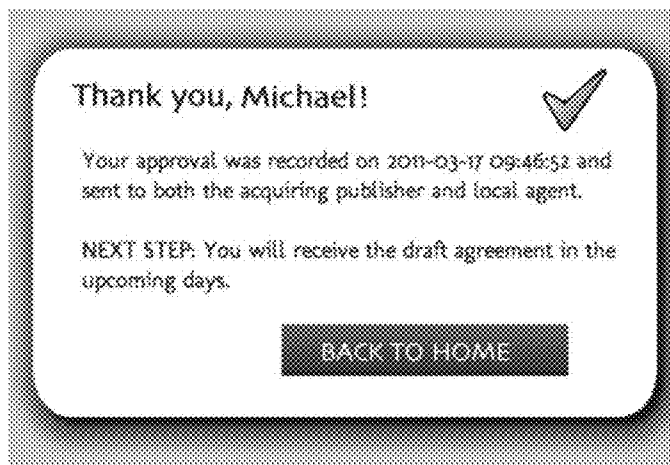 Thank you, Michael!
Your approval was recorded on 2011-03-17 09:46:52 and
sent to both the acquiring publisher and local agent.
NEXT STEP: You will receive the draft agreement in the
upcoming days.
BACK TO HOME